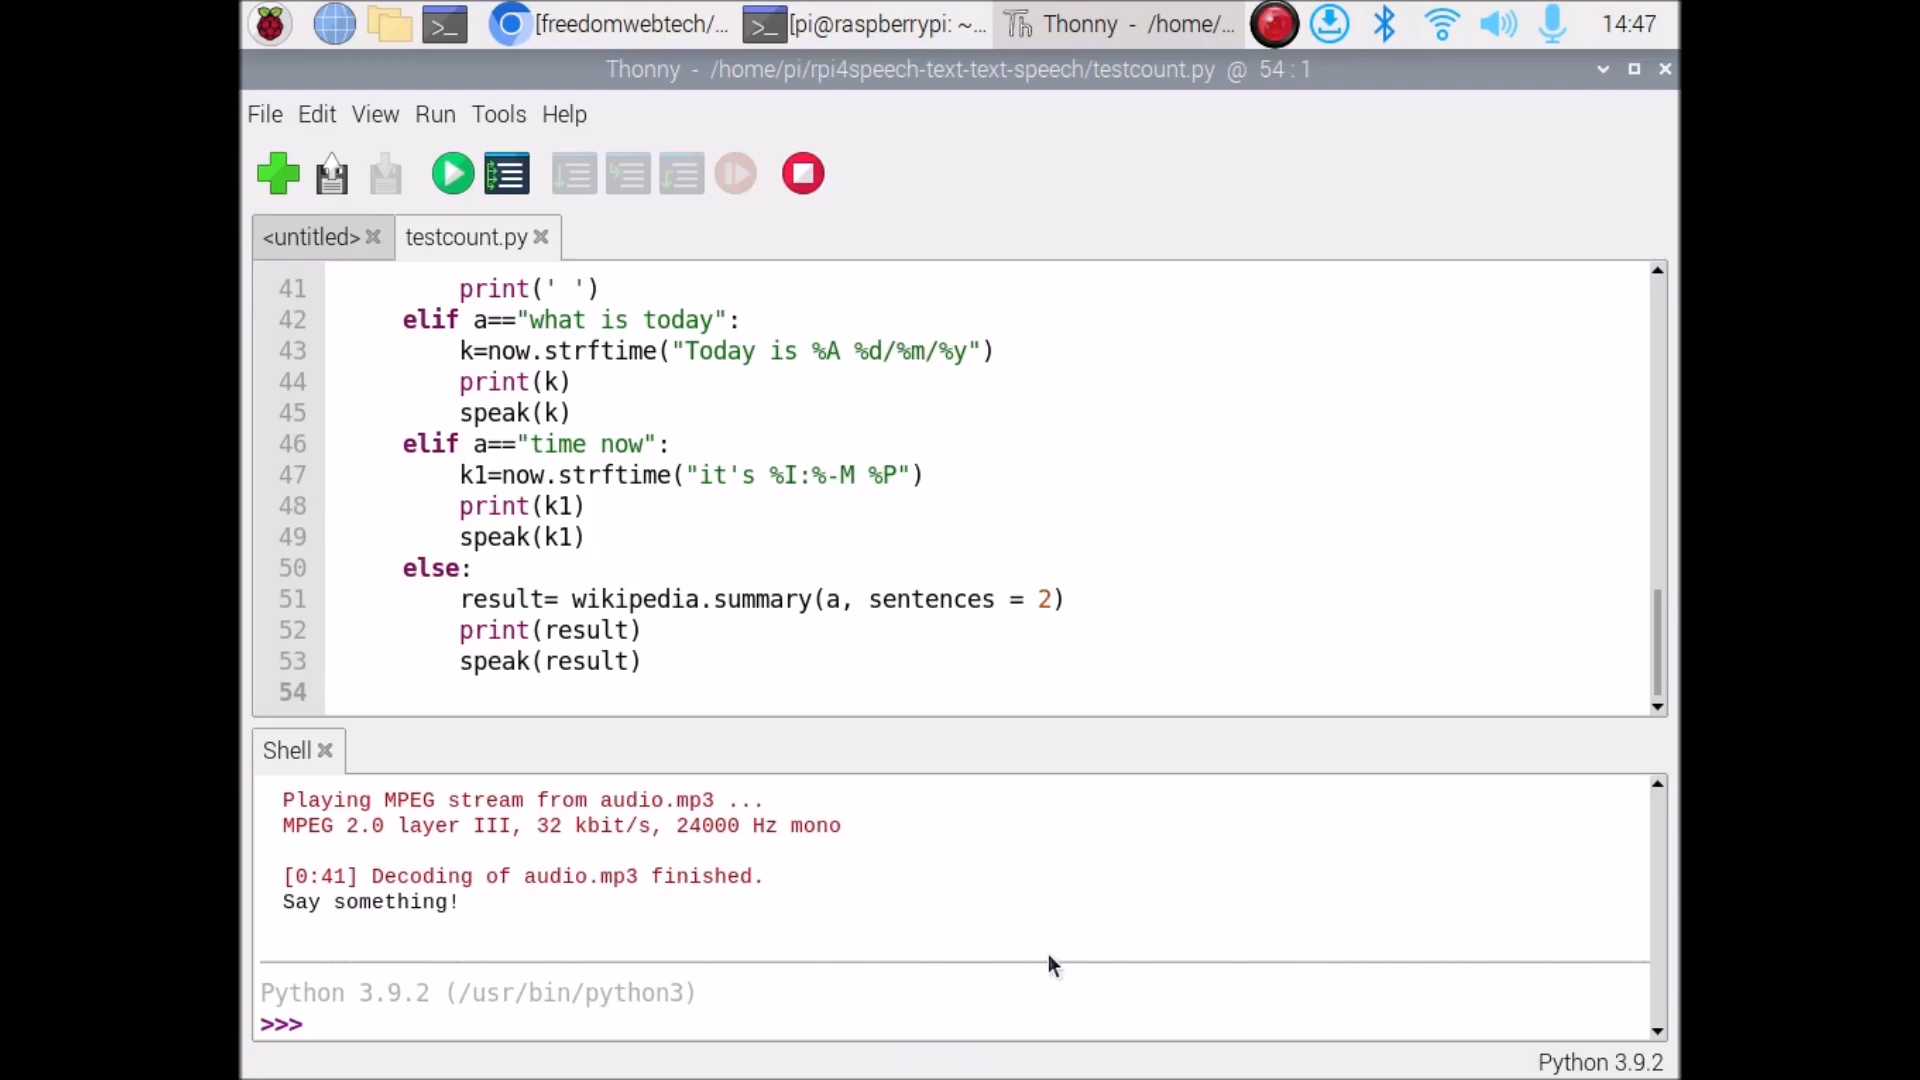 [freedomwebtech/... [pi@raspberrypi: ~... Thonny - /home/... 14:47
Thonny - /home/pi/rpi4speech-text-text-speech/testcount.py @ 54:1
File Edit View Run Tools Help
<untitled> testcount.py
41 print(' ')
42 elif a=="what is today":
43 k=now.strftime("Today is %A %d/%m/%y")
44 print(k)
45 speak(k)
46 elif a=="time now":
47 k1=now.strftime("it's %I:%-M %P")
48 print(k1)
49 speak(k1)
50 else:
51 result= wikipedia.summary(a, sentences = 2)
52 print(result)
53 speak(result)
54
Shell
Playing MPEG stream from audio.mp3 ...
MPEG 2.0 layer III, 32 kbit/s, 24000 Hz mono
[0:41] Decoding of audio.mp3 finished.
Say something!
Python 3.9.2 (/usr/bin/python3)
>>>
Python 3.9.2